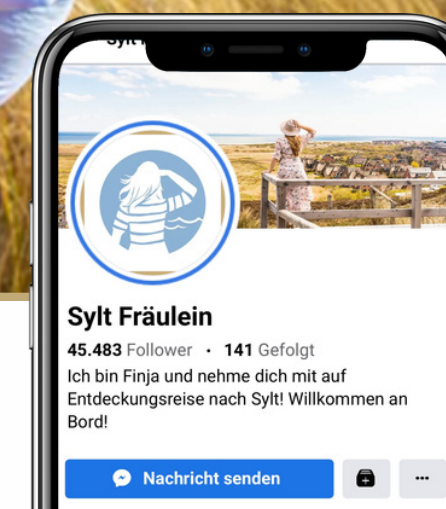 Sylt Fräulein
45.483 Follower · 141 Gefolgt
Ich bin Finja und nehme dich mit auf
Entdeckungsreise nach Sylt! Willkommen an
Bord!
Nachricht senden